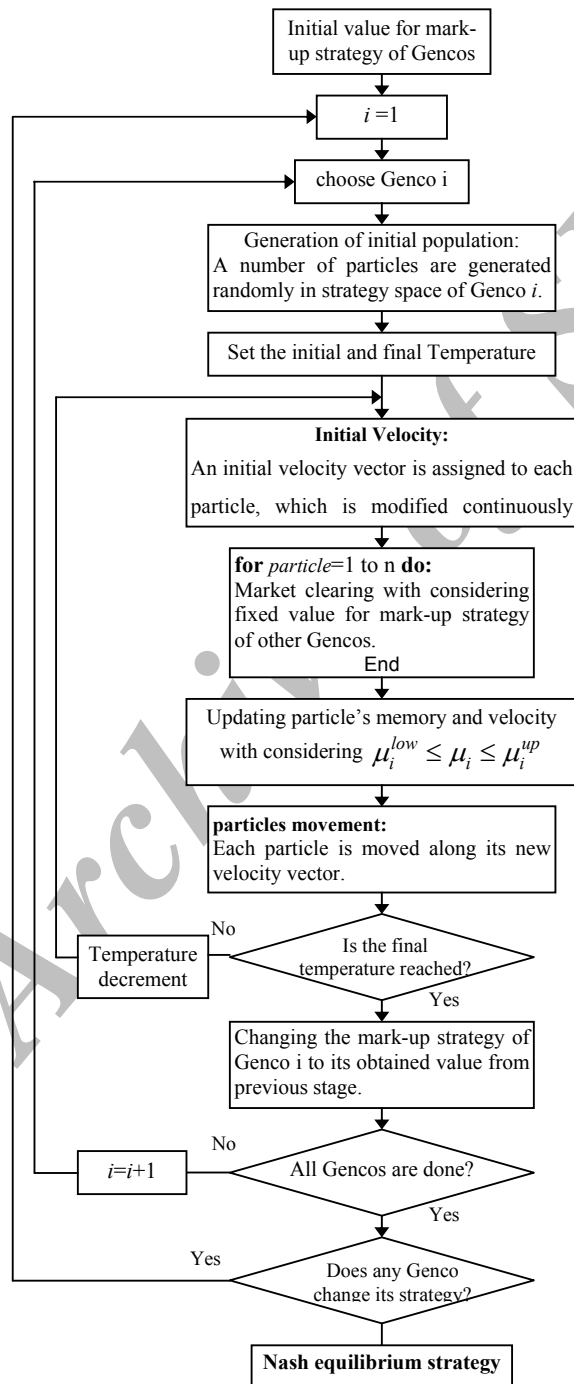 Initial value for mark-
up strategy of Gencos
i =1
choose Genco i
Generation of initial population:
A number of particles are generated
randomly in strategy space of Genco i.
Set the initial and final Temperature
Initial Velocity:
An initial velocity vector is assigned to each
particle, which is modified continuously
for particle=1 to n do:
Market clearing with considering
fixed value for mark-up strategy
of other Gencos.
End
Updating particle's memory and velocity
with considering μ_i^{low} ≤ μ_i ≤ μ_i^{up}
particles movement:
Each particle is moved along its new
velocity vector.
No
Temperature
decrement
Is the final
temperature reached?
Yes
Changing the mark-up strategy of
Genco i to its obtained value from
previous stage.
No
i=i+1
All Gencos are done?
Yes
Yes
Does any Genco
change its strategy?
Nash equilibrium strategy
Archive of S